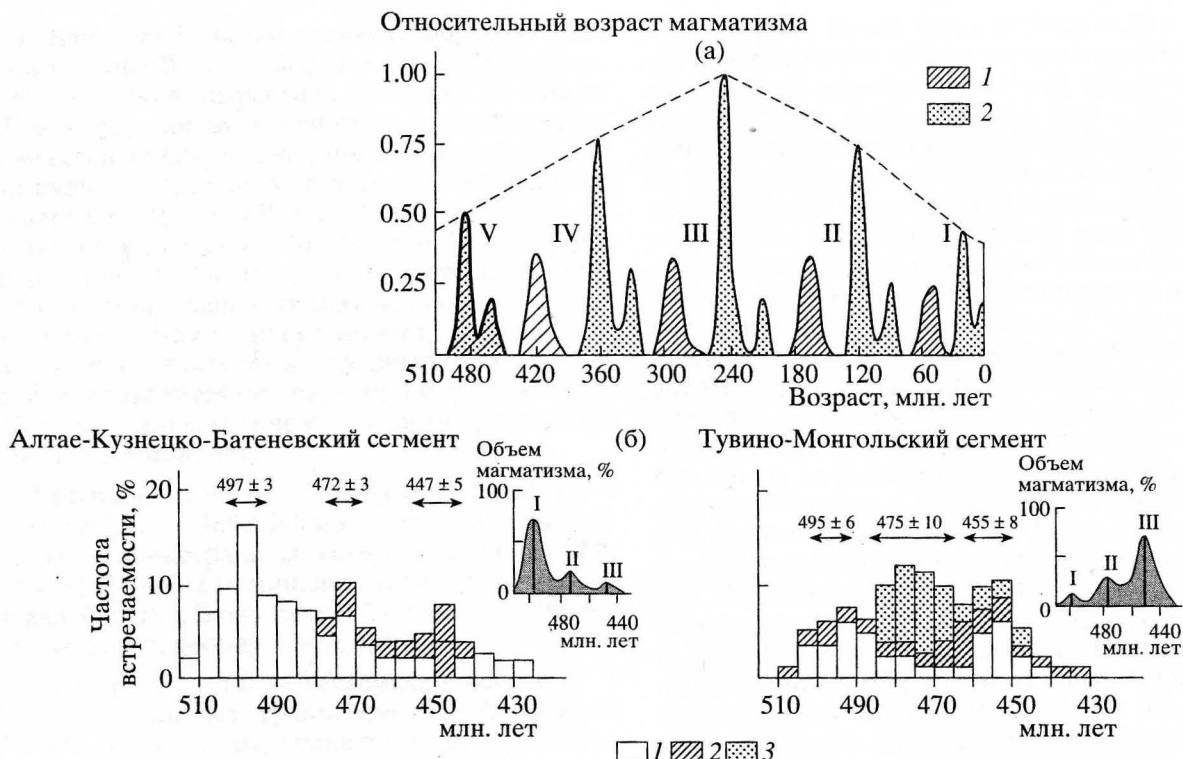 Относительный возраст магматизма
(а)
1.00
0.75
0.50
0.25
1
2
V
IV
III
II
I
510 480 420 360 300 240 180 120 60 0
Возраст, млн. лет
Алтае-Кузнецко-Батеневский сегмент
(б)
Тувино-Монгольский сегмент
Частота
встречаемости, %
20
10
0
497 ± 3
472 ± 3
447 ± 5
510 490 470 450 430
млн. лет
Объем
магматизма, %
100
0
I
II
III
480 440
млн. лет
495 ± 6
475 ± 10
455 ± 8
510 490 470 450 430
млн. лет
Объем
магматизма, %
100
0
I
II
III
480 440
млн. лет
1 2 3